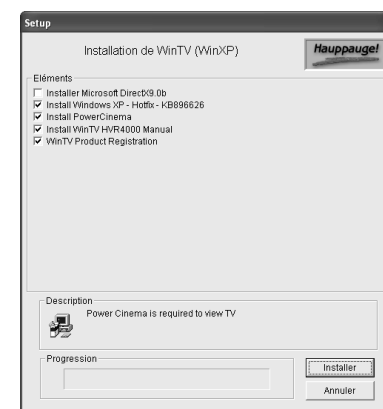 Setup
Installation de WinTV (WinXP)
Hauppauge!
Eléments
Installer Microsoft DirectX9.0b
Install Windows XP - Hotfix - KB896626
Install PowerCinema
Install WinTV HVR4000 Manual
WinTV Product Registration
Description
Power Cinema is required to view TV
Progression
Installer
Annuler